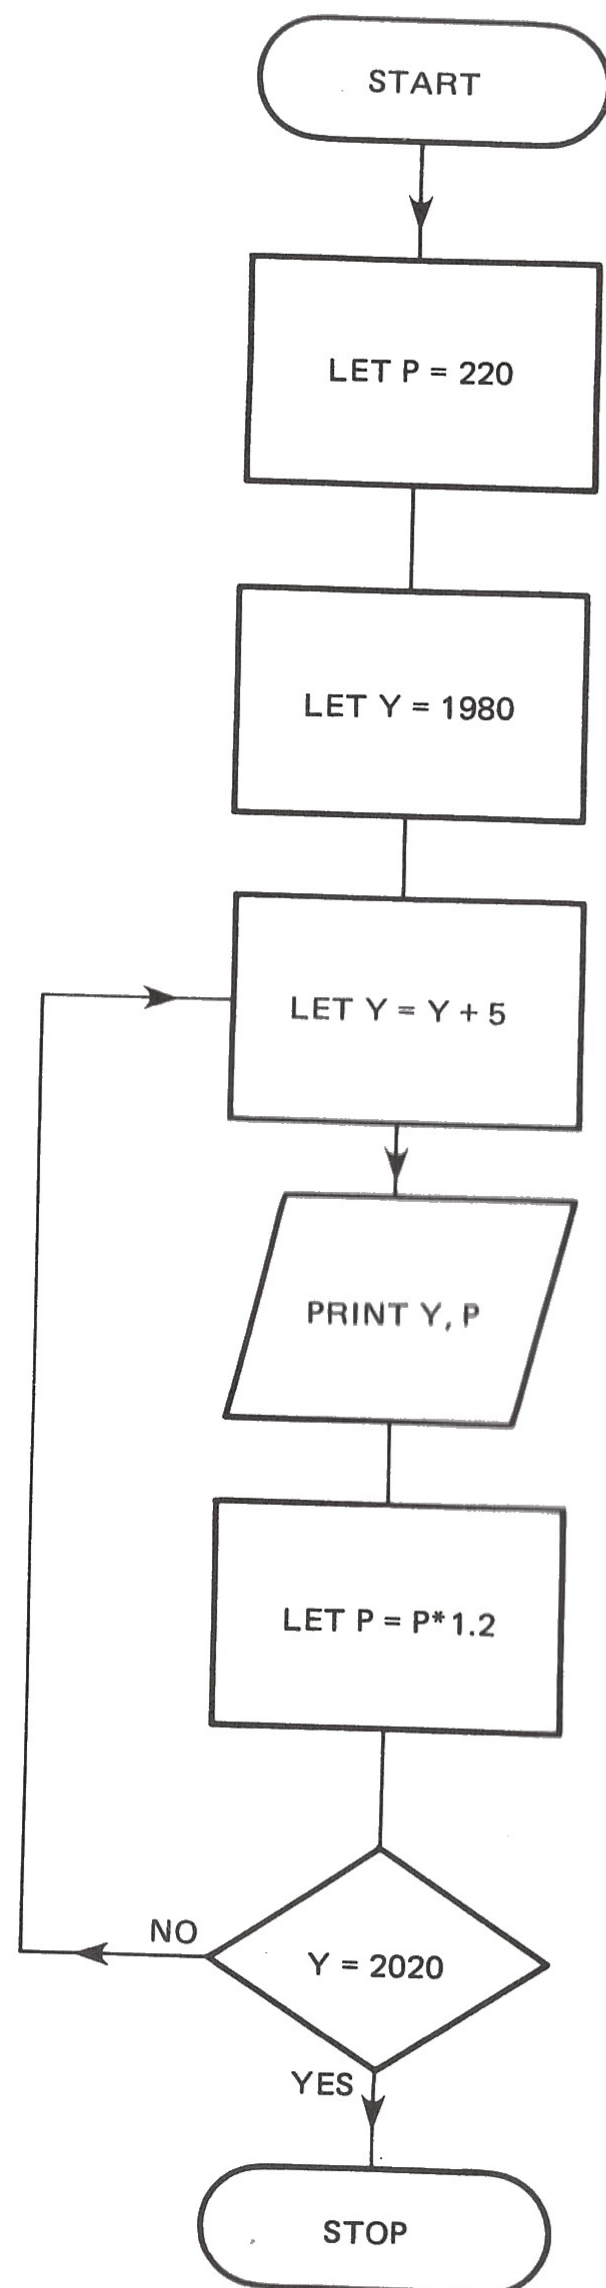 START
LET P = 220
LET Y = 1980
LET Y = Y + 5
PRINT Y, P
LET P = P* 1.2
NO
Y = 2020
YES
STOP